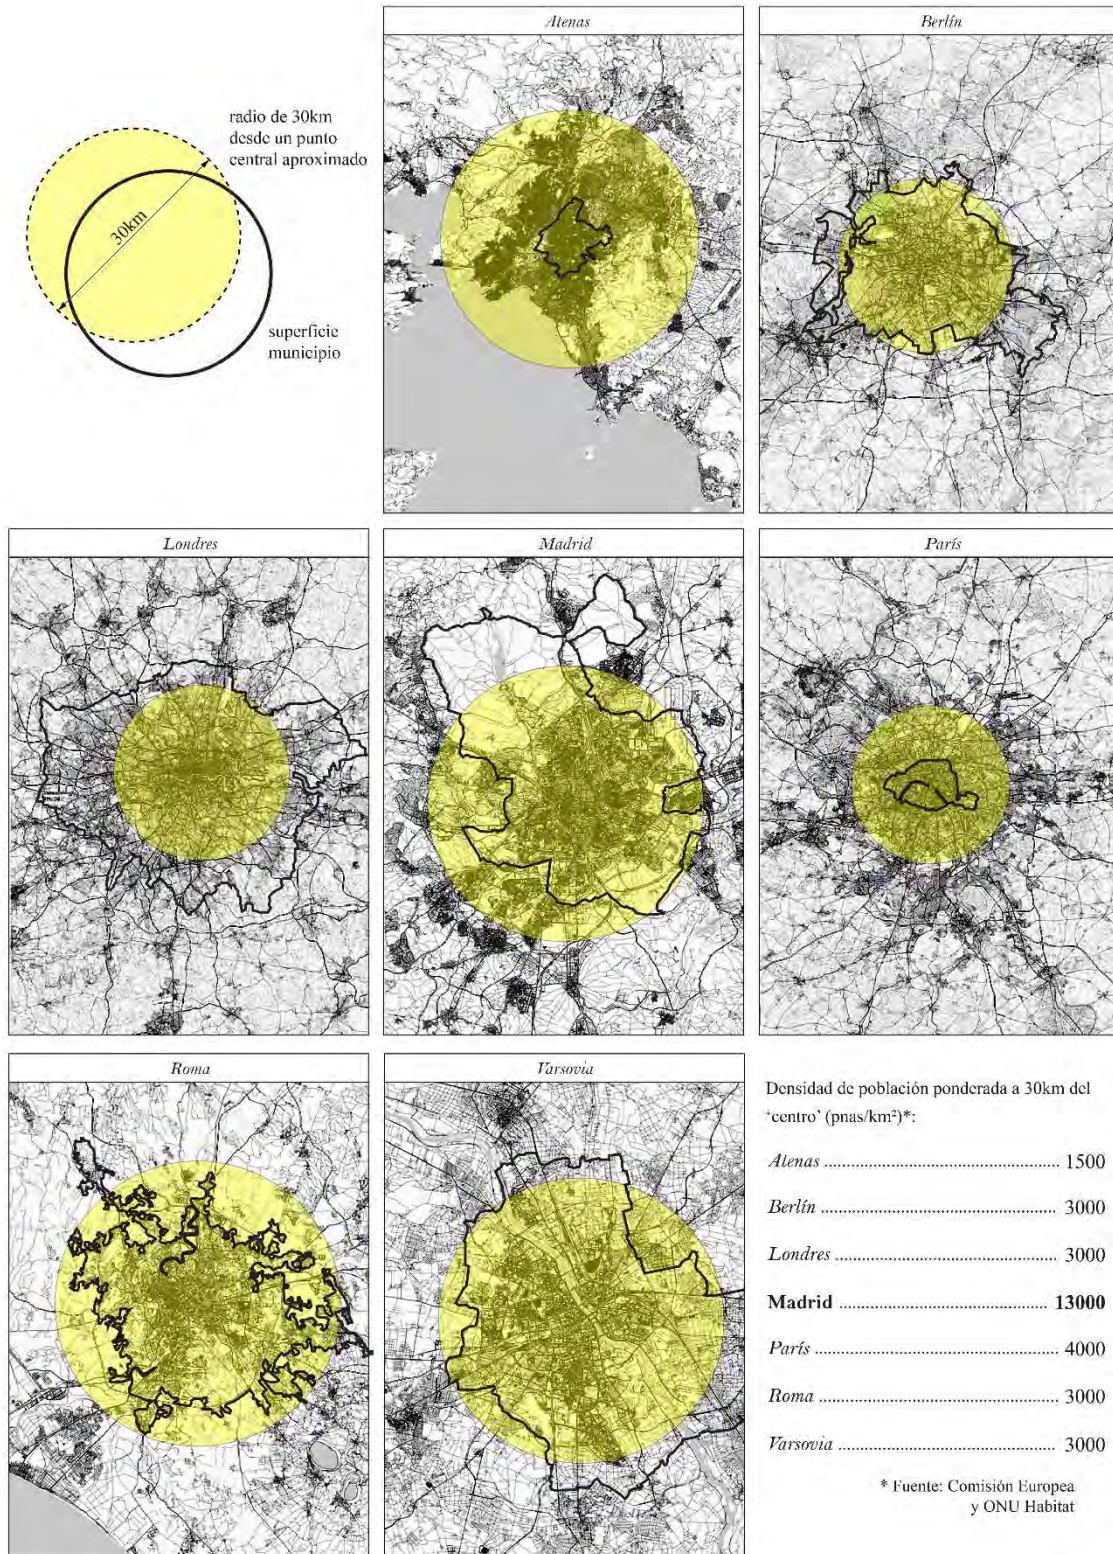 Atenas
Berlín
radio de 30km
desde un punto
central aproximado
30km
superficie
municipio
Londres
Madrid
París
Roma
Varsovia
Densidad de población ponderada a 30km del
‘centro’ (pnas/km²)*:
Atenas ........................................................ 1500
Berlín ........................................................ 3000
Londres ...................................................... 3000
Madrid ..................................................... 13000
París .......................................................... 4000
Roma ......................................................... 3000
Varsovia ..................................................... 3000
* Fuente: Comisión Europea
y ONU Habitat